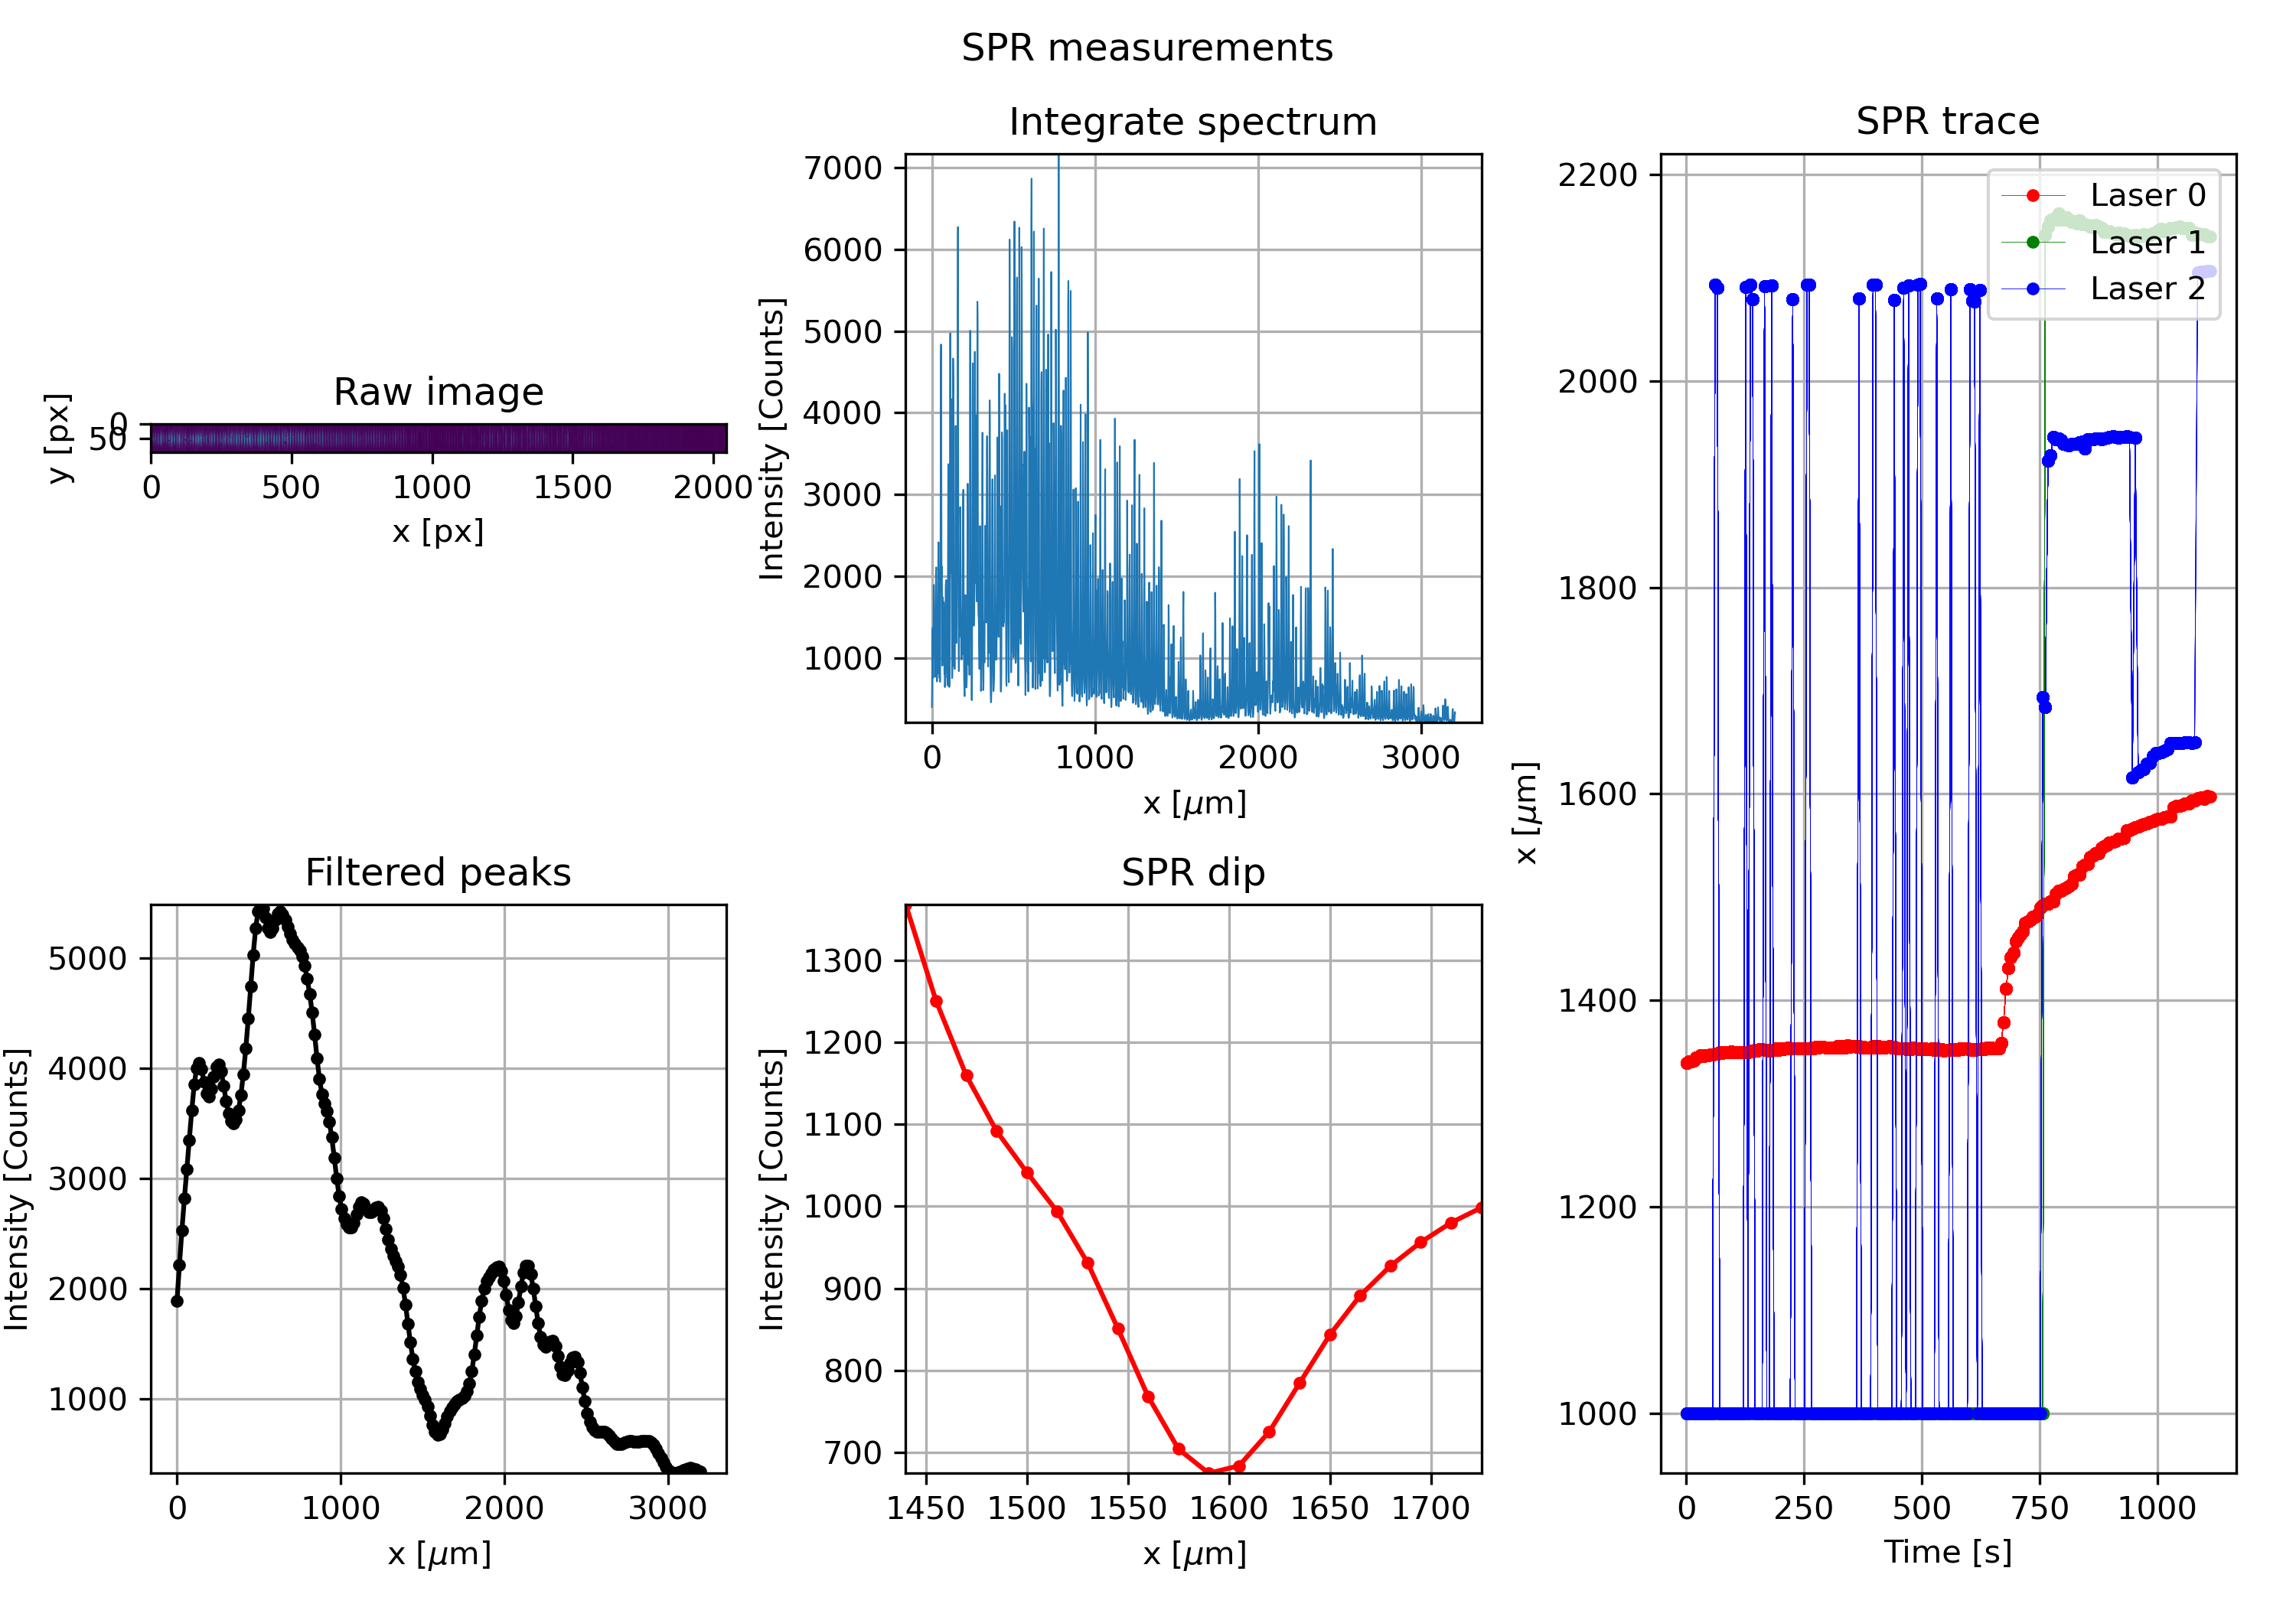 SPR measurements
Raw image
y [px]
0
50
0 500 1000 1500 2000
x [px]
Integrate spectrum
Intensity [Counts]
7000
6000
5000
4000
3000
2000
1000
0 1000 2000 3000
x [μm]
Filtered peaks
Intensity [Counts]
5000
4000
3000
2000
1000
0 1000 2000 3000
x [μm]
SPR dip
Intensity [Counts]
1300
1200
1100
1000
900
800
700
1450 1500 1550 1600 1650 1700
x [μm]
SPR trace
x [μm]
2200
2000
1800
1600
1400
1200
1000
Laser 0
Laser 1
Laser 2
0 250 500 750 1000
Time [s]